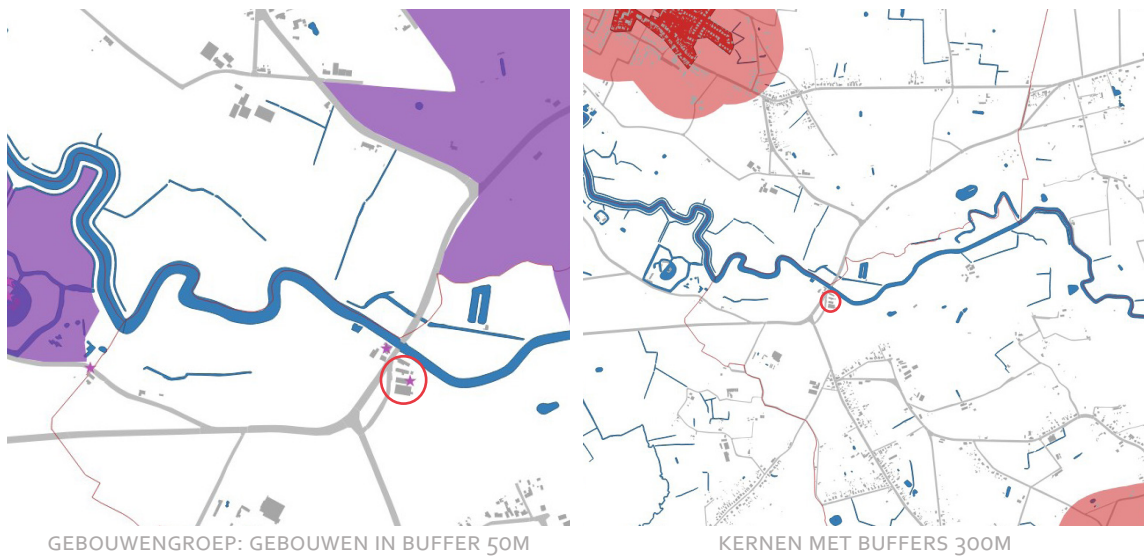 GEBOUWENGROEP: GEBOUWEN IN BUFFER 50M
KERNEN MET BUFFERS 300M